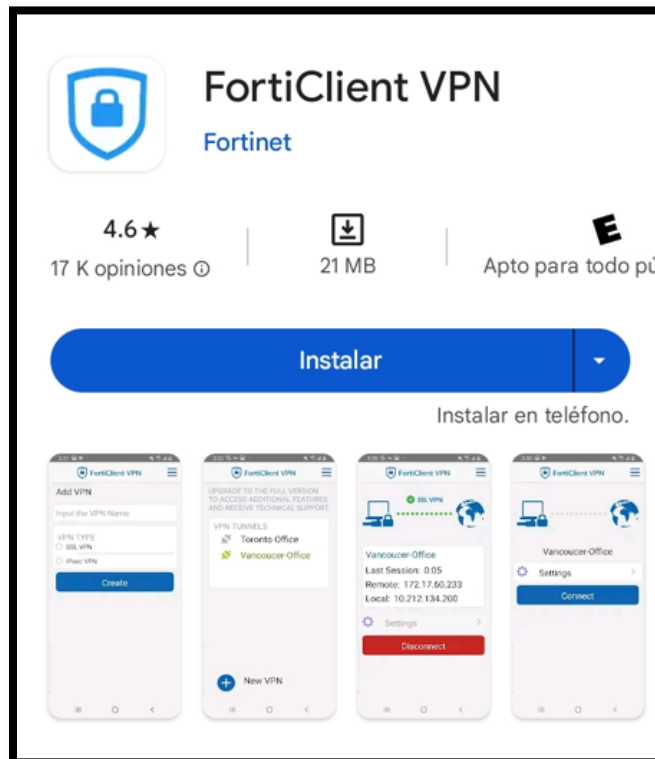 FortiClient VPN
Fortinet
4.6★
17 K opiniones
21 MB
E
Apto para todo pú
Instalar
Instalar en teléfono.
FortiClient VPN
Add VPN
Input the VPN Name
VPN TYPE
SSL VPN
IPsec VPN
Create
FortiClient VPN
UPGRADE TO THE FULL VERSION
TO ACCESS ADDITIONAL FEATURES
AND RECEIVE TECHNICAL SUPPORT
VPN TUNNELS
Toronto Office
Vancoucer-Office
New VPN
FortiClient VPN
SSL VPN
Vancoucer-Office
Last Session: 0:05
Remote: 172.17.60.233
Local: 10.212.134.200
Settings
Disconnect
FortiClient VPN
Vancoucer-Office
Settings
Connect